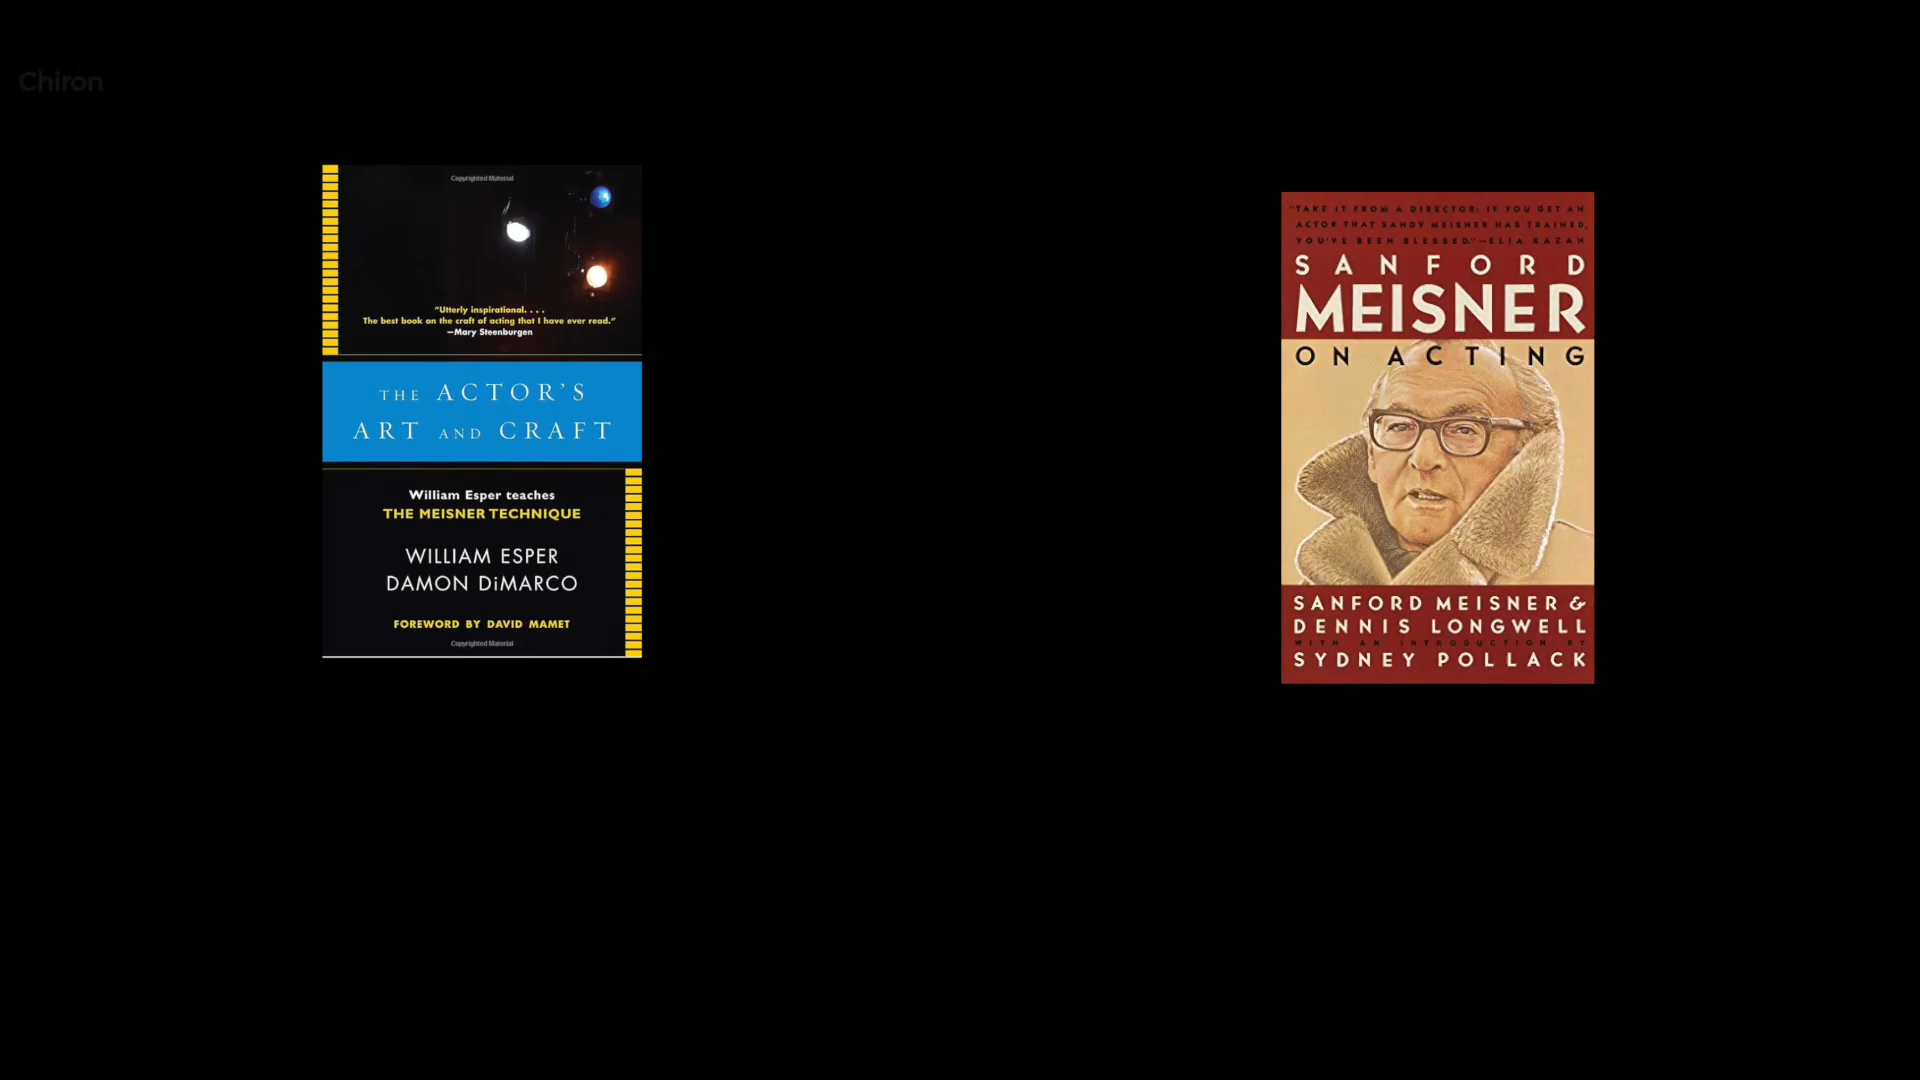 Chiron
Copyrighted Material
"Utterly inspirational. . . .
The best book on the craft of acting that I have ever read."
—Mary Steenburgen
THE ACTOR'S
ART AND CRAFT
William Esper teaches
THE MEISNER TECHNIQUE
WILLIAM ESPER
DAMON DiMARCO
FOREWORD BY DAVID MAMET
Copyrighted Material
"TAKE IT FROM A DIRECTOR: IF YOU GET AN
ACTOR THAT SANDY MEISNER HAS TRAINED,
YOU'VE BEEN BLESSED."—ELIA KAZAN
SANFORD
MEISNER
ON ACTING
SANFORD MEISNER &
DENNIS LONGWELL
WITH AN INTRODUCTION BY
SYDNEY POLLACK